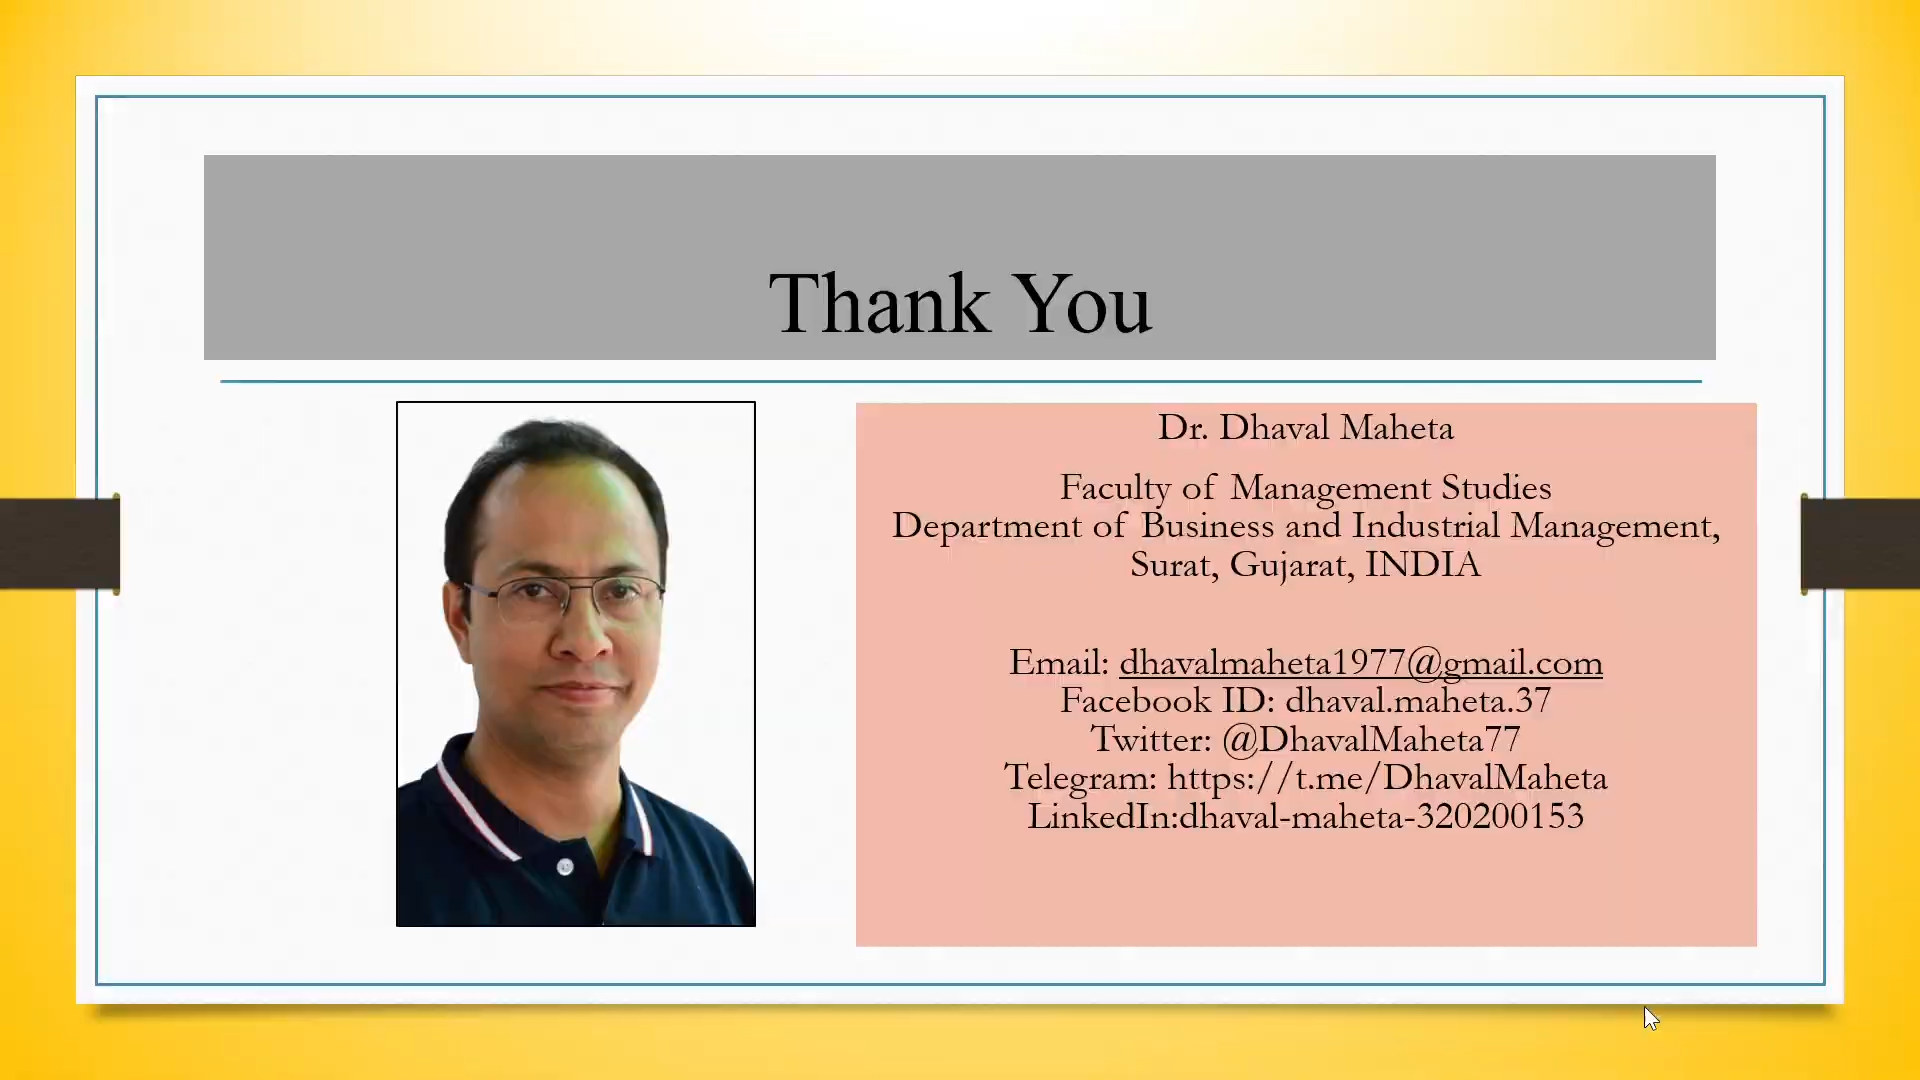 Thank You
Dr. Dhaval Maheta
Faculty of Management Studies
Department of Business and Industrial Management,
Surat, Gujarat, INDIA
Email: dhavalmaheta1977@gmail.com
Facebook ID: dhaval.maheta.37
Twitter: @DhavalMaheta77
Telegram: https://t.me/DhavalMaheta
LinkedIn:dhaval-maheta-320200153